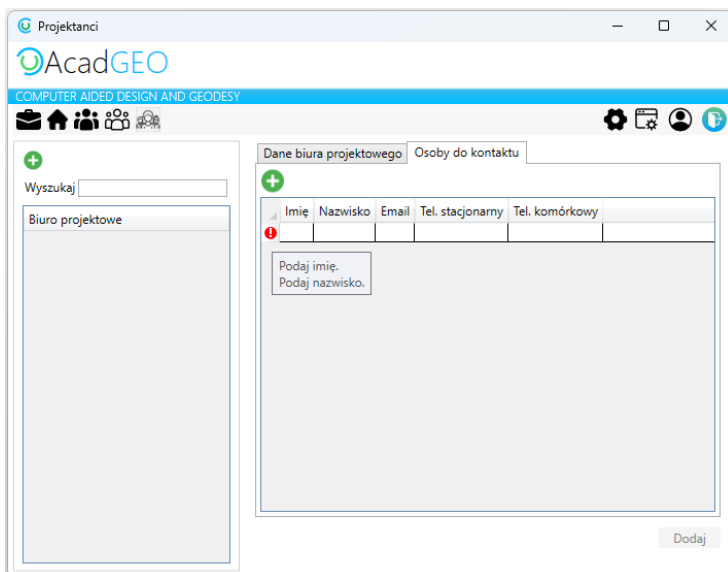 Projektanci
AcadGEO
COMPUTER AIDED DESIGN AND GEODESY
Wyszukaj
Biuro projektowe
Dane biura projektowego Osoby do kontaktu
Imię Nazwisko Email Tel. stacjonarny Tel. komórkowy
Podaj imię.
Podaj nazwisko.
Dodaj